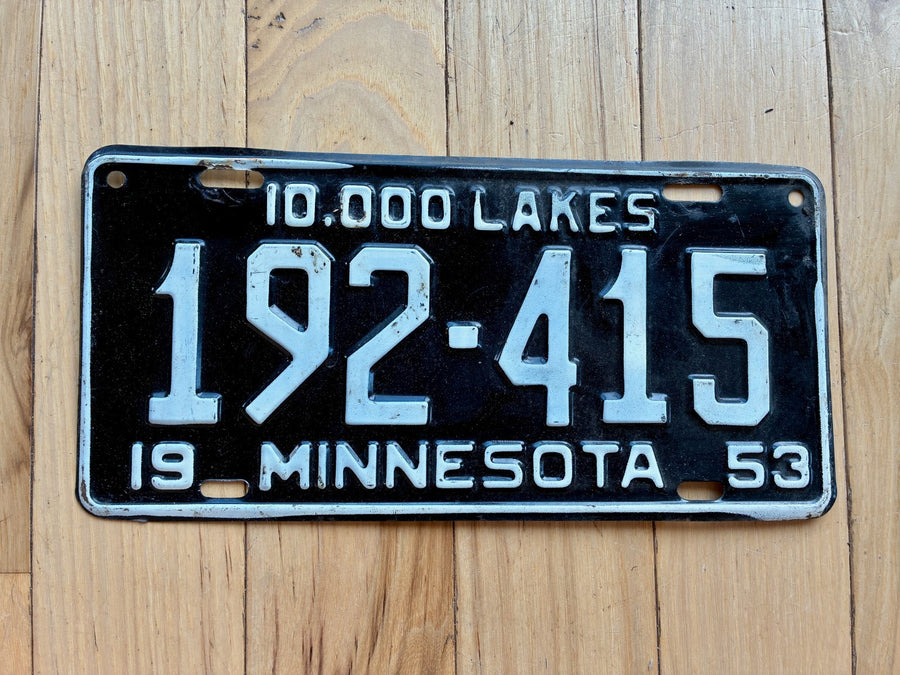 10,000 LAKES
192-415
19 MINNESOTA 53